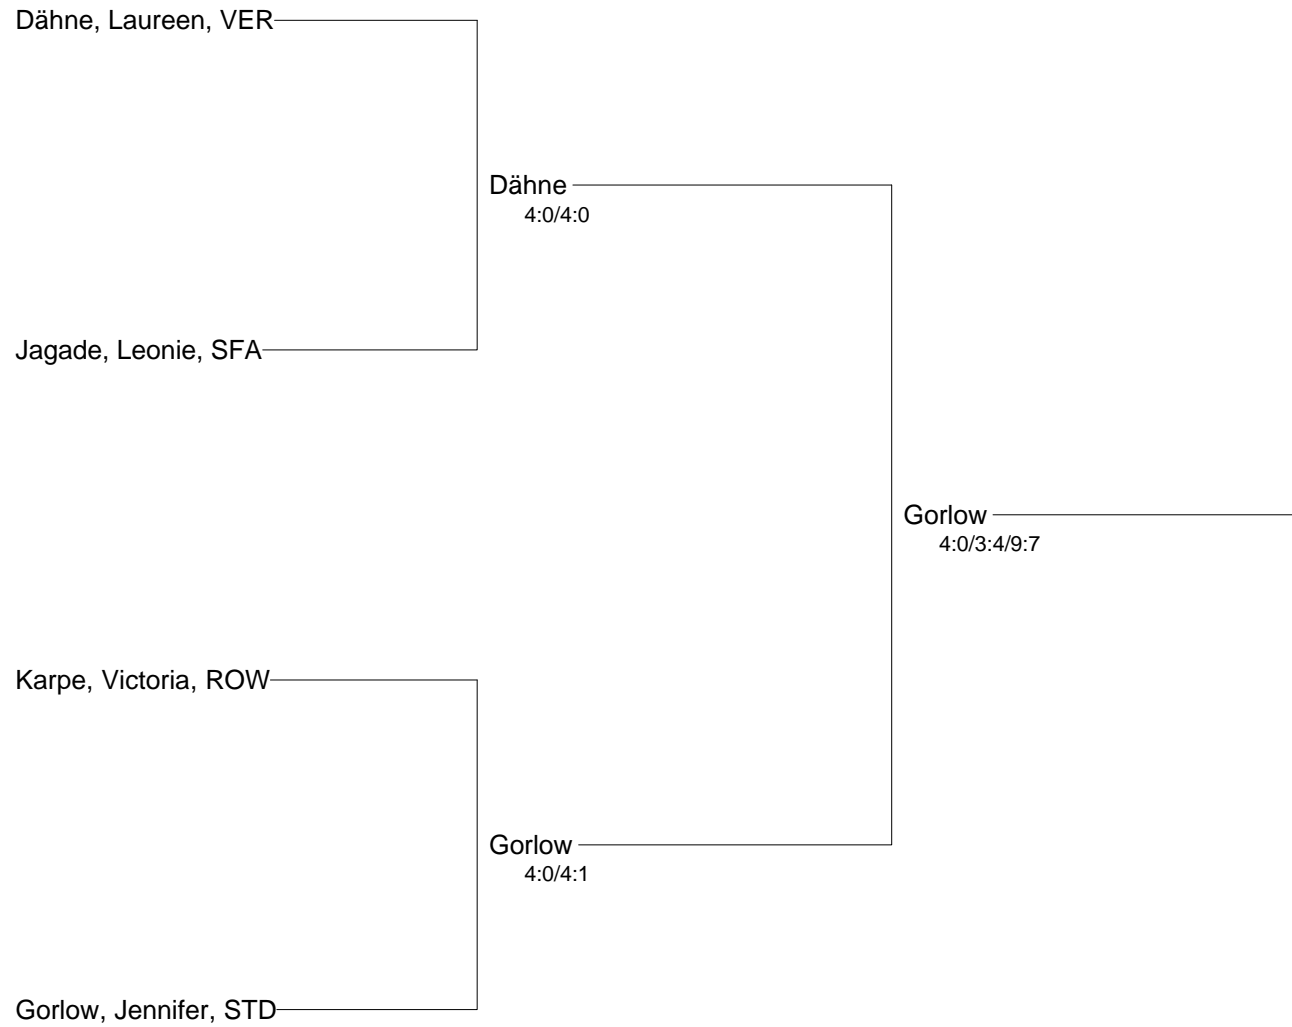 Dähne, Laureen, VER
Dähne
4:0/4:0
Jagade, Leonie, SFA
Gorlow
4:0/3:4/9:7
Karpe, Victoria, ROW
Gorlow
4:0/4:1
Gorlow, Jennifer, STD